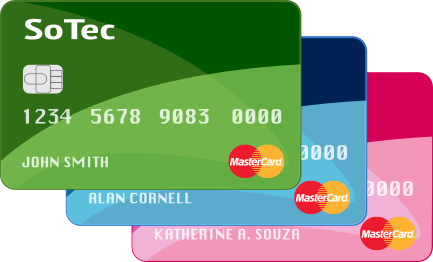 SoTec
1234 5678 9083 0000
JOHN SMITH
MasterCard
0000
ALAN CORNELL
MasterCard
0000
KATHERINE A. SOUZA
MasterCard